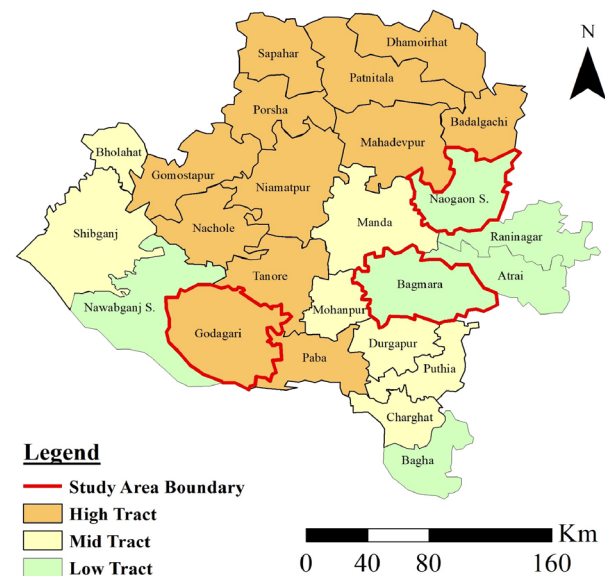 N
Dhamoirhat
Sapahar
Patnitala
Porsha
Badalgachi
Mahadevpur
Bholahat
Gomostapur
Niamatpur
Naogaon S.
Manda
Nachole
Shibganj
Raninagar
Tanore
Atrai
Bagmara
Nawabganj S.
Mohanpur
Godagari
Durgapur
Paba
Puthia
Charghat
Bagha
Legend
Study Area Boundary
High Tract
Mid Tract
Low Tract
Km
0 40 80 160